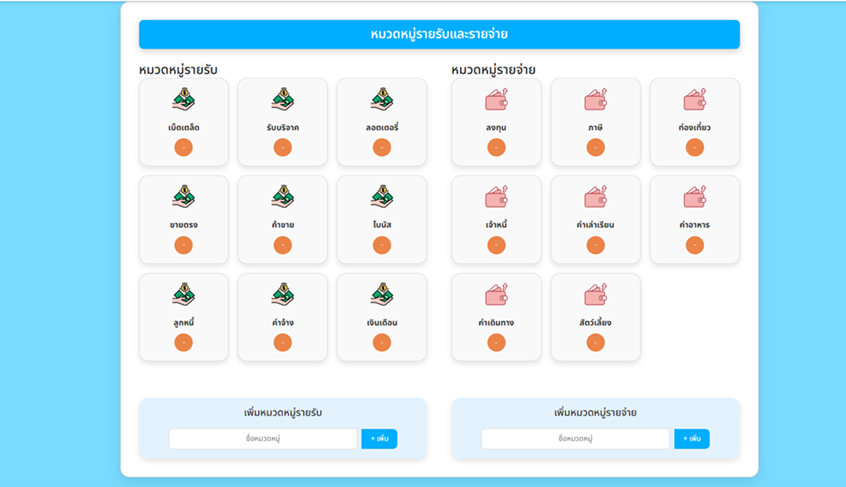 หมวดหมู่รายรับและรายจ่าย
หมวดหมู่รายรับ
เบ็ดเตล็ด
รับบริจาค
ลอตเตอรี่
-
-
-
ขายตรง
ค้าขาย
โบนัส
-
-
-
ลูกหนี้
ค่าจ้าง
เงินเดือน
-
-
-
เพิ่มหมวดหมู่รายรับ
ชื่อหมวดหมู่
+ เพิ่ม
หมวดหมู่รายจ่าย
ลงทุน
ภาษี
ท่องเที่ยว
-
-
-
เจ้าหนี้
ค่าเล่าเรียน
ค่าอาหาร
-
-
-
ค่าเดินทาง
สัตว์เลี้ยง
-
-
เพิ่มหมวดหมู่รายจ่าย
ชื่อหมวดหมู่
+ เพิ่ม